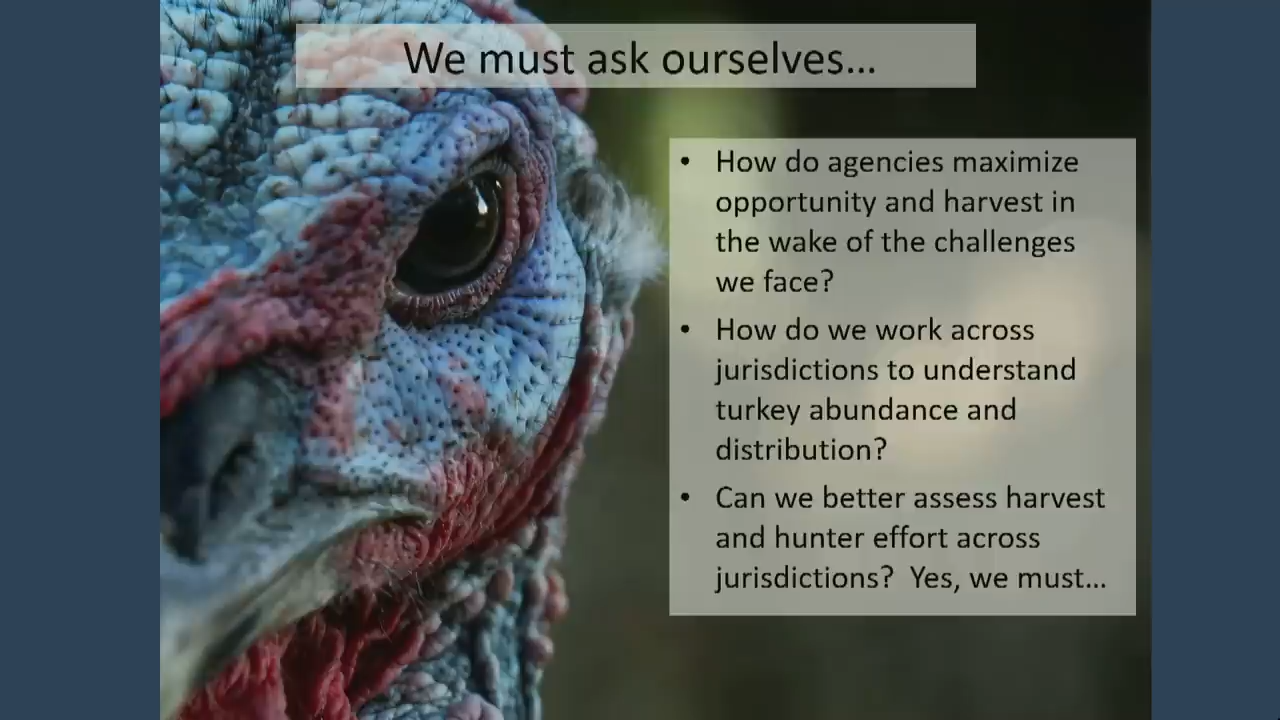 We must ask ourselves...
• How do agencies maximize
opportunity and harvest in
the wake of the challenges
we face?
• How do we work across
jurisdictions to understand
turkey abundance and
distribution?
• Can we better assess harvest
and hunter effort across
jurisdictions?  Yes, we must...